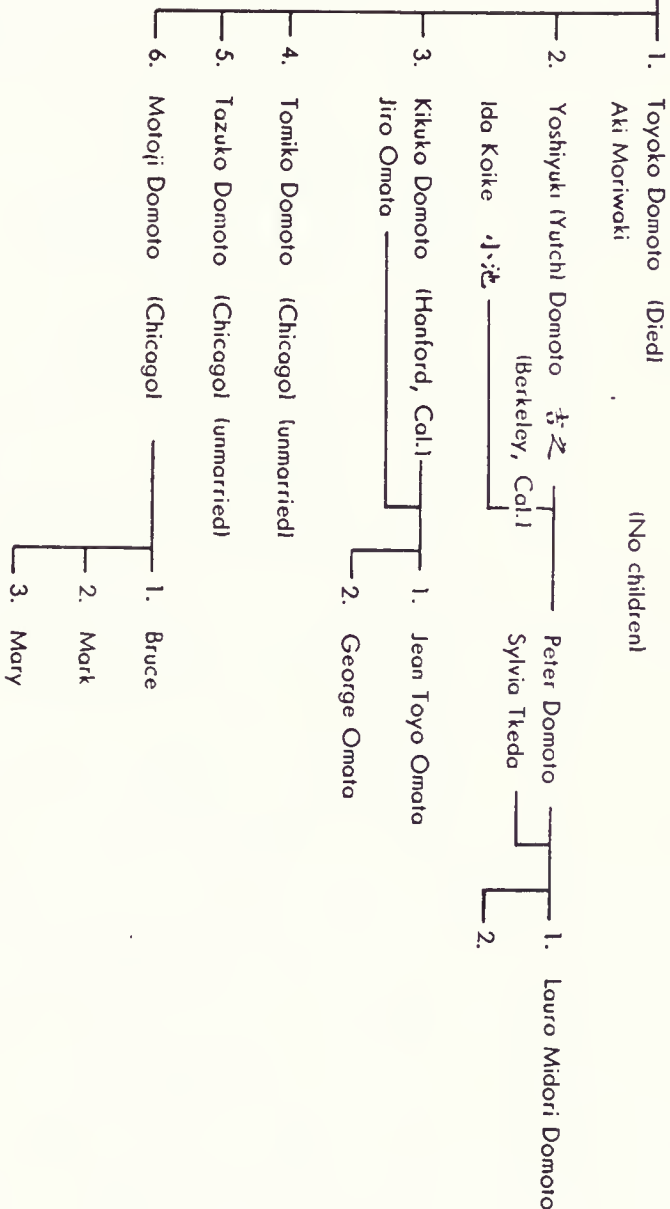 1. Toyoko Domoto (Died)
Aki Moriwaki
(No children)
2. Yoshiyuki (Yutch) Domoto 吉之
(Berkeley, Cal.)
Ida Koike 小池
Peter Domoto
Sylvia Tkeda
1. Laura Midori Domoto
2.
3. Kikuko Domoto (Hanford, Cal.)
Jiro Omata
1. Jean Toyo Omata
2. George Omata
4. Tomiko Domoto (Chicago) (unmarried)
5. Tazuko Domoto (Chicago) (unmarried)
6. Motoji Domoto (Chicago)
1. Bruce
2. Mark
3. Mary